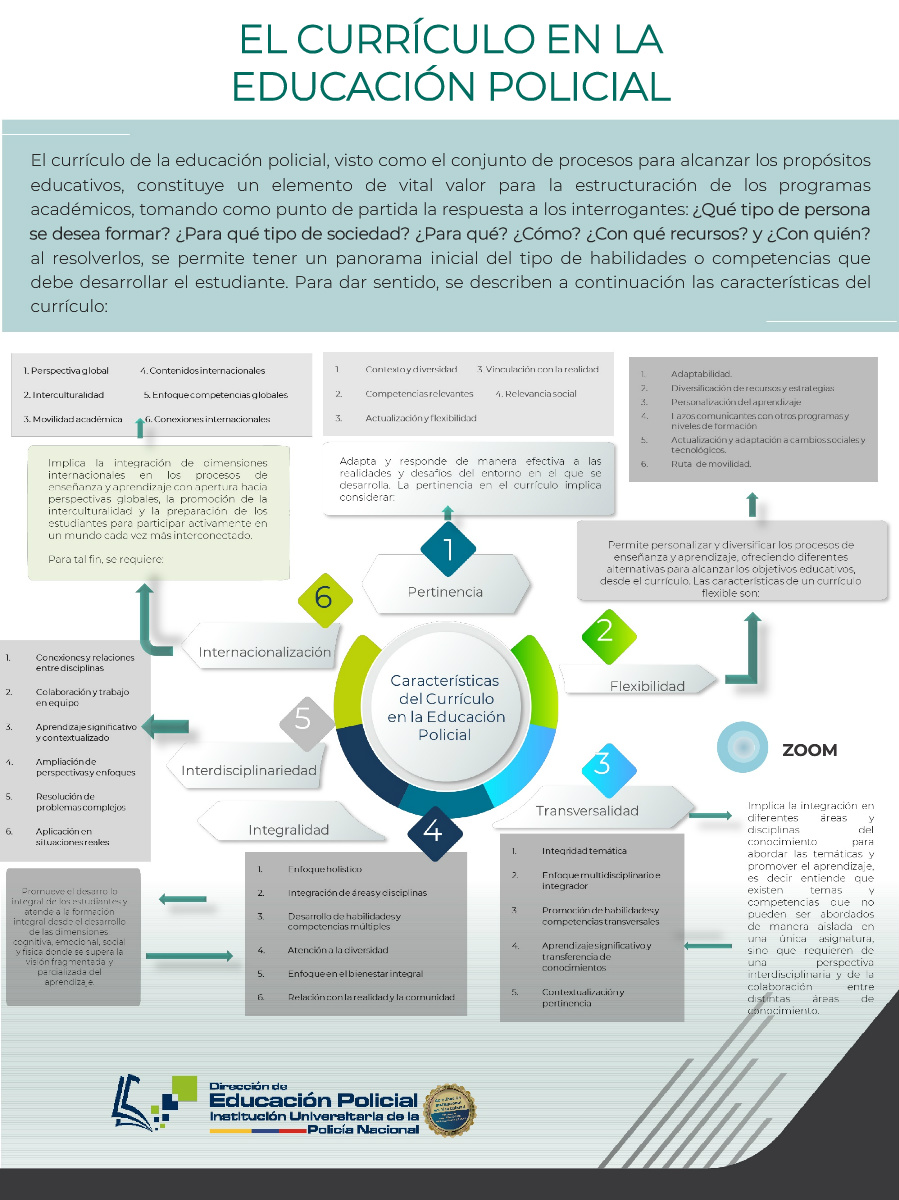 EL CURRÍCULO EN LA
EDUCACIÓN POLICIAL
El currículo de la educación policial, visto como el conjunto de procesos para alcanzar los propósitos
educativos, constituye un elemento de vital valor para la estructuración de los programas
académicos, tomando como punto de partida la respuesta a los interrogantes: ¿Qué tipo de persona
se desea formar? ¿Para qué tipo de sociedad? ¿Para qué? ¿Cómo? ¿Con qué recursos? y ¿Con quién?
al resolverlos, se permite tener un panorama inicial del tipo de habilidades o competencias que
debe desarrollar el estudiante. Para dar sentido, se describen a continuación las características del
currículo:
1. Perspectiva global 4. Contenidos internacionales
2. Interculturalidad 5. Enfoque competencias globales
3. Movilidad académica 6. Conexiones internacionales
Implica la integración de dimensiones
internacionales en los procesos de
enseñanza y aprendizaje con apertura hacia
perspectivas globales, la promoción de la
interculturalidad y la preparación de los
estudiantes para participar activamente en
un mundo cada vez más interconectado.
Para tal fin, se requiere:
1 Contexto y diversidad 3. Vinculación con la realidad
2. Competencias relevantes 4. Relevancia social
3. Actualización y flexibilidad
Adapta y responde de manera efectiva a las
realidades y desafíos del entorno en el que se
desarrolla. La pertinencia en el currículo implica
considerar:
1. Adaptabilidad.
2. Diversificación de recursos y estrategias
3. Personalización del aprendizaje
4. Lazos comunicantes con otros programas y
niveles de formación
5. Actualización y adaptación a cambios sociales y
tecnológicos.
6. Ruta de movilidad.
Permite personalizar y diversificar los procesos de
enseñanza y aprendizaje, ofreciendo diferentes
alternativas para alcanzar los objetivos educativos,
desde el currículo. Las características de un currículo
flexible son:
1
Pertinencia
6
Internacionalización
2
Flexibilidad
Características
del Currículo
en la Educación
Policial
5
Interdisciplinariedad
3
Transversalidad
4
Integralidad
ZOOM
1. Conexiones y relaciones
entre disciplinas
2. Colaboración y trabajo
en equipo
3. Aprendizaje significativo
y contextualizado
4. Ampliación de
perspectivas y enfoques
5. Resolución de
problemas complejos
6. Aplicación en
situaciones reales
Promueve el desarrollo
integral de los estudiantes y
atende a la formación
integral desde el desarrollo
de las dimensiones
cognitiva, emocional, social
y física donde se supera la
visión fragmentada y
parcializada del
aprendizaje.
1. Enfoque holístico
2. Integración de áreas y disciplinas
3. Desarrollo de habilidades y
competencias múltiples
4. Atención a la diversidad
5. Enfoque en el bienestar integral
6. Relación con la realidad y la comunidad
1. Integridad temática
2. Enfoque multidisciplinario e
integrador
3 Promoción de habilidades y
competencias transversales
4. Aprendizaje significativo y
transferencia de
conodimientos
5. Contextualización y
pertinencia
Implica la integración en
diferentes áreas y
disciplinas del
conocimiento para
abordar las temáticas y
promover el aprendizaje,
es decir entiende que
existen temas y
competencias que no
pueden ser abordados
de manera aislada en
una única asignatura,
sino que requieren de
una perspectiva
interdisciplinaria y de la
colaboración entre
distintas áreas de
conocimiento.
Dirección de
Educación Policial
Institución Universitaria de la
Policía Nacional